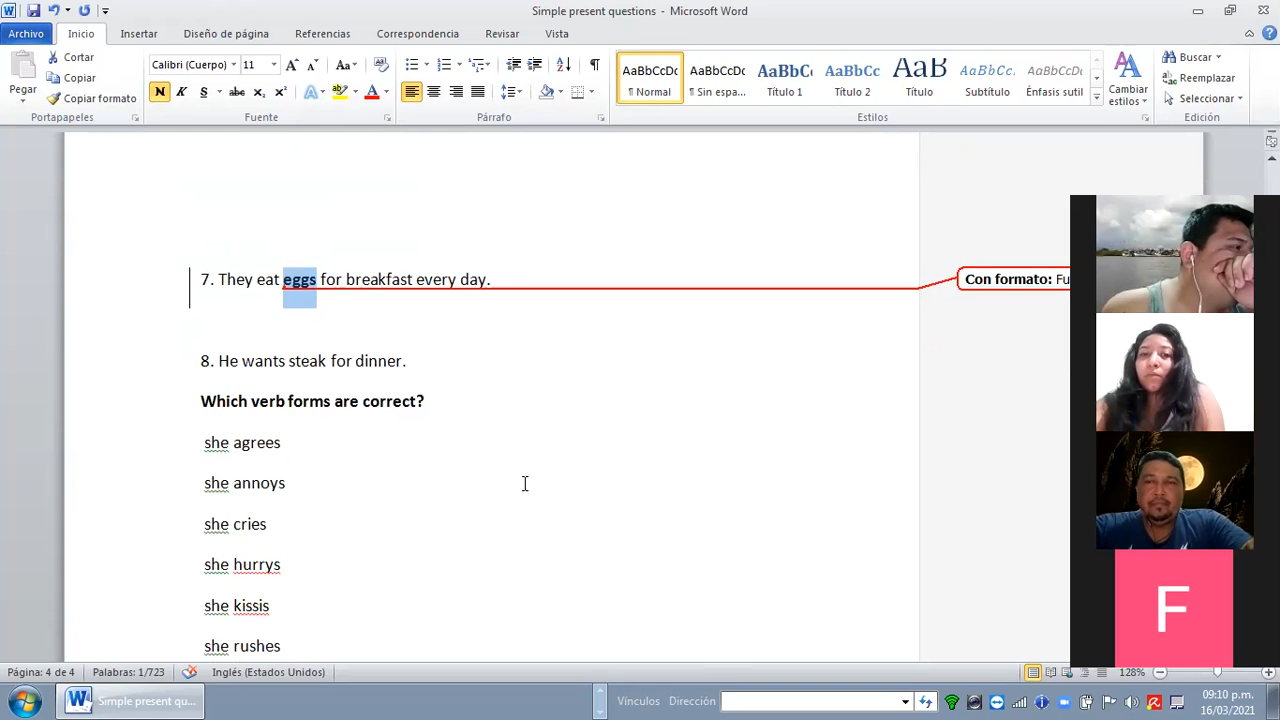 Simple present questions - Microsoft Word
Archivo Inicio Insertar Diseño de página Referencias Correspondencia Revisar Vista
Pegar
Cortar
Copiar
Copiar formato
Portapapeles
Calibri (Cuerpo) 11
N K S abc x₂ x² A ab A
Fuente
Párrafo
AaBbCcDc AaBbCcDc AaBbC AaBbCc AaB AaBbCc. AaBbCcDc
¶ Normal ¶ Sin espa... Título 1 Título 2 Título Subtítulo Énfasis sutil
Cambiar estilos
Estilos
Buscar
Reemplazar
Seleccionar
Edición
7. They eat eggs for breakfast every day.
Con formato: Fu
8. He wants steak for dinner.
Which verb forms are correct?
she agrees
she annoys
she cries
she hurrys
she kissis
she rushes
F
Página: 4 de 4 Palabras: 1/723 Inglés (Estados Unidos) 128%
Simple present qu... Vínculos Dirección 09:10 p.m.
16/03/2021